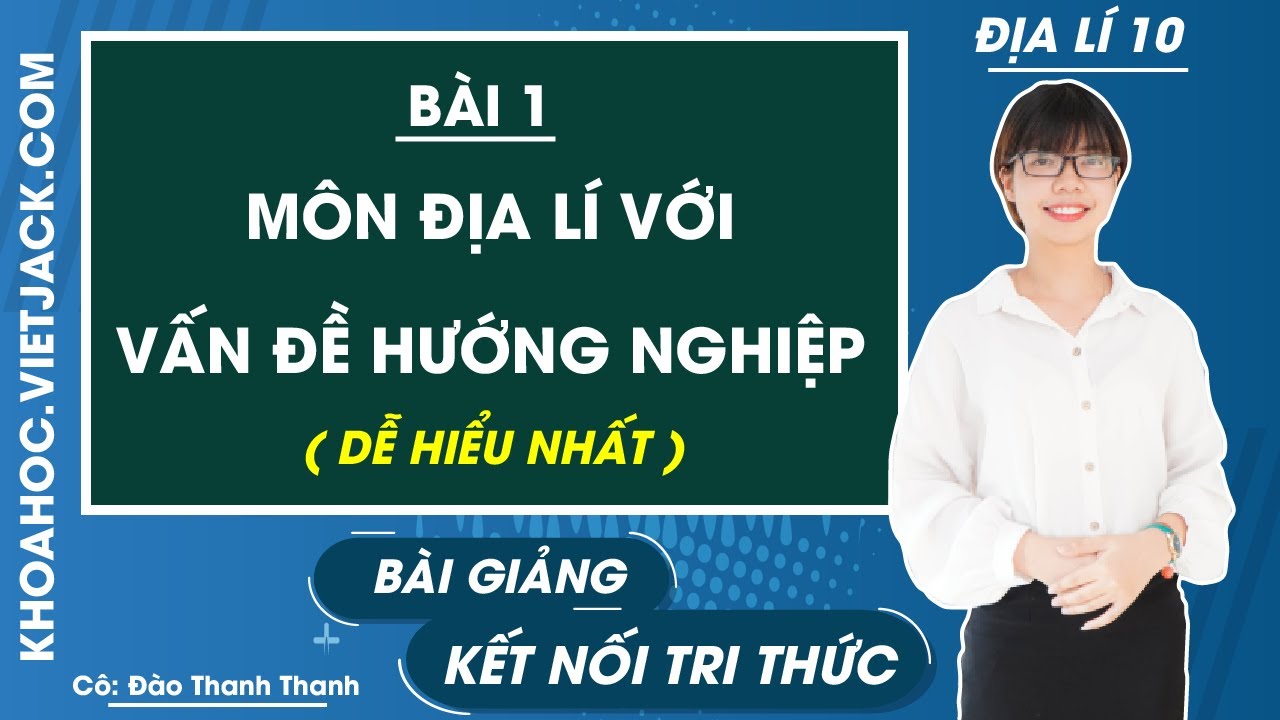 ĐỊA LÍ 10
BÀI 1
MÔN ĐỊA LÍ VỚI
VẤN ĐỀ HƯỚNG NGHIỆP
( DỄ HIỂU NHẤT )
BÀI GIẢNG
KẾT NỐI TRI THỨC
Cô: Đào Thanh Thanh
KHOAHOC.VIETJACK.COM